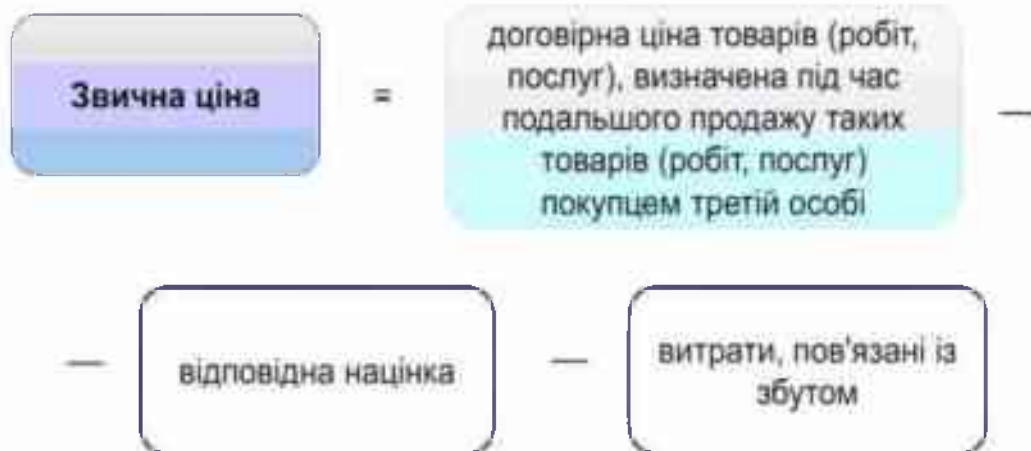 Звична ціна
=
договірна ціна товарів (робіт,
послуг), визначена під час
подальшого продажу таких
товарів (робіт, послуг)
покупцем третій особі
—
—
відповідна націнка
—
витрати, пов'язані із
збутом